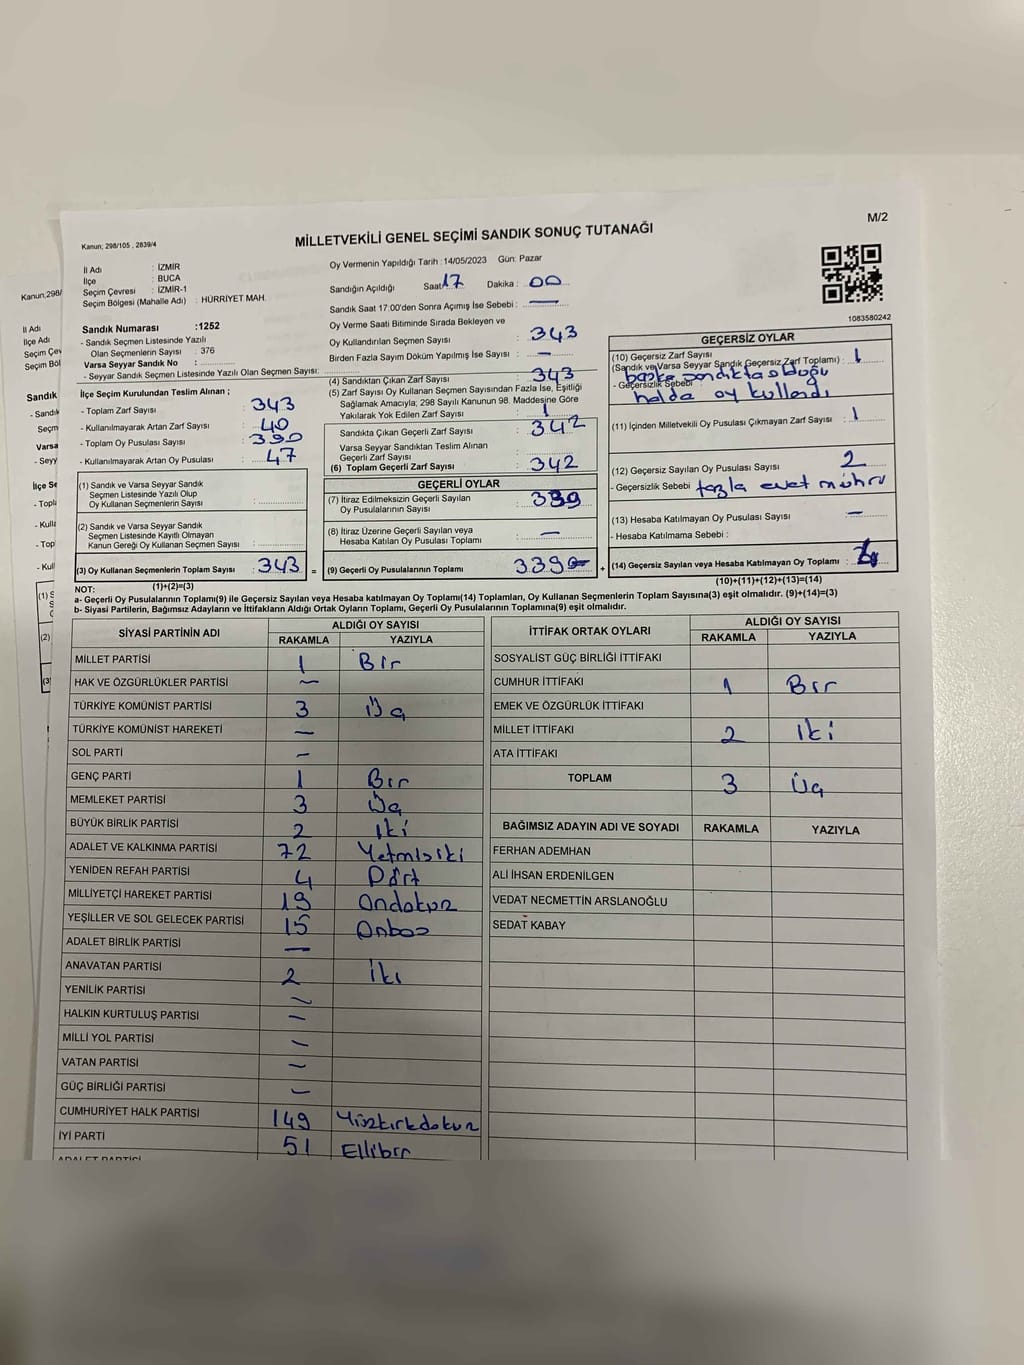 M/2
Kanun; 298/105 , 2839/4
MİLLETVEKİLİ GENEL SEÇİMİ SANDIK SONUÇ TUTANAĞI
İl Adı : İZMİR
İlçe : BUCA
Seçim Çevresi : İZMİR-1
Seçim Bölgesi (Mahalle Adı) : HÜRRİYET MAH.
Oy Vermenin Yapıldığı Tarih :14/05/2023 Gün: Pazar
Sandığın Açıldığı Saat: 17 Dakika : 00
Sandık Saat 17:00'den Sonra Açımış İse Sebebi : —
1083580242
Sandık Numarası :1252
- Sandık Seçmen Listesinde Yazılı
Olan Seçmenlerin Sayısı : 376
Varsa Seyyar Sandık No :
- Seyyar Sandık Seçmen Listesinde Yazılı Olan Seçmen Sayısı:
Oy Verme Saati Bitiminde Sırada Bekleyen ve
Oy Kullandırılan Seçmen Sayısı : 343
Birden Fazla Sayım Döküm Yapılmış İse Sayısı : —
İlçe Seçim Kurulundan Teslim Alınan ;
- Toplam Zarf Sayısı : 343
- Kullanılmayarak Artan Zarf Sayısı : 40
- Toplam Oy Pusulası Sayısı : 390
- Kullanılmayarak Artan Oy Pusulası : 47
(1) Sandık ve Varsa Seyyar Sandık
Seçmen Listesinde Yazılı Olup
Oy Kullanan Seçmenlerin Sayısı :
(2) Sandık ve Varsa Seyyar Sandık
Seçmen Listesinde Kayıtlı Olmayan
Kanun Gereği Oy Kullanan Seçmen Sayısı :
(3) Oy Kullanan Seçmenlerin Toplam Sayısı : 343 =
(4) Sandıktan Çıkan Zarf Sayısı : 343
(5) Zarf Sayısı Oy Kullanan Seçmen Sayısından Fazla İse, Eşitliği
Sağlamak Amacıyla, 298 Sayılı Kanunun 98. Maddesine Göre
Yakılarak Yok Edilen Zarf Sayısı : 1
Sandıkta Çıkan Geçerli Zarf Sayısı : 342
Varsa Seyyar Sandıktan Teslim Alınan
Geçerli Zarf Sayısı :
(6) Toplam Geçerli Zarf Sayısı : 342
GEÇERLİ OYLAR
(7) İtiraz Edilmeksizin Geçerli Sayılan
Oy Pusulalarının Sayısı : 339
(8) İtiraz Üzerine Geçerli Sayılan veya
Hesaba Katılan Oy Pusulası Toplamı : —
(9) Geçerli Oy Pusulalarının Toplamı : 339 +
GEÇERSİZ OYLAR
(10) Geçersiz Zarf Sayısı
(Sandık ve Varsa Seyyar Sandık Geçersiz Zarf Toplamı) : 1
- Geçersizlik Sebebi : başka sandıkta olduğu
halde oy kullandı
(11) İçinden Milletvekili Oy Pusulası Çıkmayan Zarf Sayısı : 1
(12) Geçersiz Sayılan Oy Pusulası Sayısı : 2
- Geçersizlik Sebebi fazla evet mührü
(13) Hesaba Katılmayan Oy Pusulası Sayısı : —
- Hesaba Katılmama Sebebi :
(14) Geçersiz Sayılan veya Hesaba Katılmayan Oy Toplamı : 4
NOT: (1)+(2)=(3) (10)+(11)+(12)+(13)=(14)
a- Geçerli Oy Pusulalarının Toplamı(9) ile Geçersiz Sayılan veya Hesaba katılmayan Oy Toplamı(14) Toplamları, Oy Kullanan Seçmenlerin Toplam Sayısına(3) eşit olmalıdır. (9)+(14)=(3)
b- Siyasi Partilerin, Bağımsız Adayların ve İttifakların Aldığı Ortak Oyların Toplamı, Geçerli Oy Pusulalarının Toplamına(9) eşit olmalıdır.
SİYASİ PARTİNİN ADI ALDIĞI OY SAYISI
RAKAMLA YAZIYLA
MİLLET PARTİSİ 1 Bir
HAK VE ÖZGÜRLÜKLER PARTİSİ —
TÜRKİYE KOMÜNİST PARTİSİ 3 Üç
TÜRKİYE KOMÜNİST HAREKETİ —
SOL PARTİ —
GENÇ PARTİ 1 Bir
MEMLEKET PARTİSİ 3 Üç
BÜYÜK BİRLİK PARTİSİ 2 İki
ADALET VE KALKINMA PARTİSİ 72 Yetmişiki
YENİDEN REFAH PARTİSİ 4 Dört
MİLLİYETÇİ HAREKET PARTİSİ 19 Ondokuz
YEŞİLLER VE SOL GELECEK PARTİSİ 15 Onbeş
ADALET BİRLİK PARTİSİ —
ANAVATAN PARTİSİ 2 İki
YENİLİK PARTİSİ —
HALKIN KURTULUŞ PARTİSİ —
MİLLİ YOL PARTİSİ —
VATAN PARTİSİ —
GÜÇ BİRLİĞİ PARTİSİ —
CUMHURİYET HALK PARTİSİ 149 Yüzkırkdokuz
İYİ PARTİ 51 Ellibir
İTTİFAK ORTAK OYLARI ALDIĞI OY SAYISI
RAKAMLA YAZIYLA
SOSYALİST GÜÇ BİRLİĞİ İTTİFAKI
CUMHUR İTTİFAKI 1 Bir
EMEK VE ÖZGÜRLÜK İTTİFAKI
MİLLET İTTİFAKI 2 İki
ATA İTTİFAKI
TOPLAM 3 Üç
BAĞIMSIZ ADAYIN ADI VE SOYADI RAKAMLA YAZIYLA
FERHAN ADEMHAN
ALİ İHSAN ERDENİLGEN
VEDAT NECMETTİN ARSLANOĞLU
SEDAT KABAY